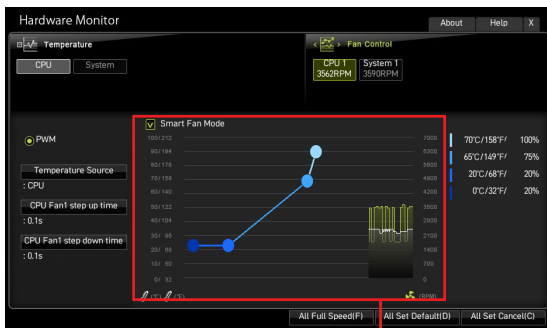 Hardware Monitor
About Help X
Temperature
Fan Control
CPU System
CPU 1 System 1
3562RPM 3590RPM
Smart Fan Mode
PWM
Temperature Source
: CPU
CPU Fan1 step up time
: 0.1s
CPU Fan1 step down time
: 0.1s
100/212 7000
90/194 6300
80/176 5600
70/158 4900
60/140 4200
50/122 3500
40/104 2800
30/ 86 2100
20/ 68 1400
10/ 50 700
0/ 32 0
(°C) (°F) (RPM)
70°C/158°F/ 100%
65°C/149°F/ 75%
20°C/68°F/ 20%
0°C/32°F/ 20%
All Full Speed(F) All Set Default(D) All Set Cancel(C)